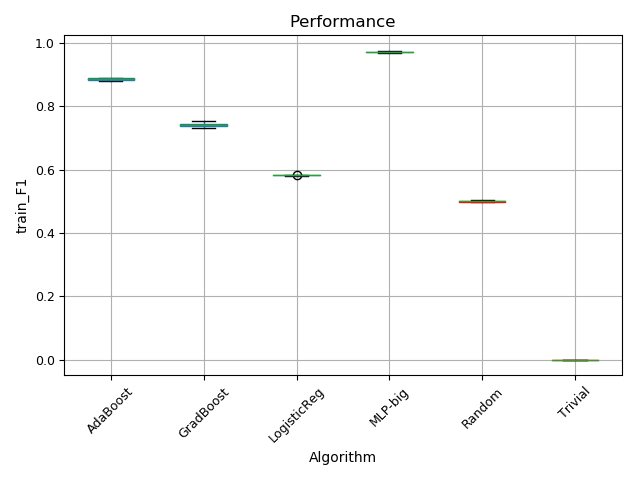 Performance
1.0
0.8
0.6
0.4
0.2
0.0
train_F1
AdaBoost
GradBoost
LogisticReg
MLP-big
Random
Trivial
Algorithm